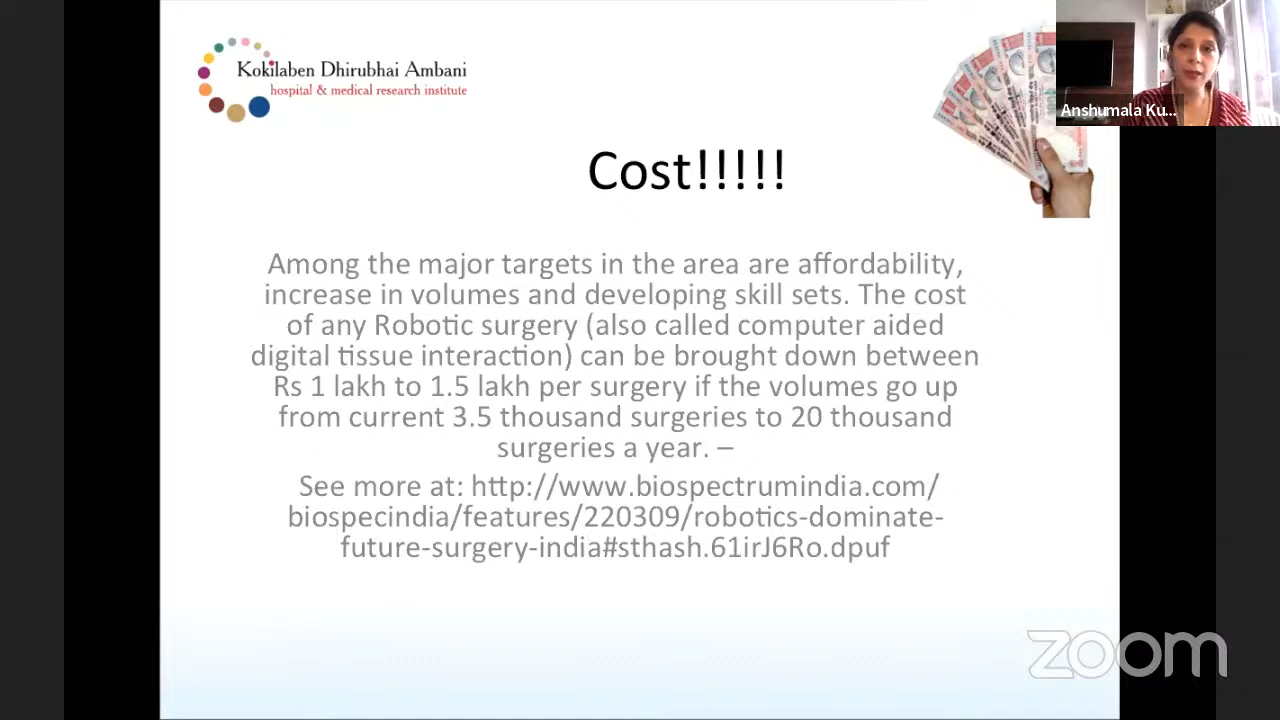 Kokilaben Dhirubhai Ambani
hospital & medical research institute
Anshumala Ku...
Cost!!!!!
Among the major targets in the area are affordability,
increase in volumes and developing skill sets. The cost
of any Robotic surgery (also called computer aided
digital tissue interaction) can be brought down between
Rs 1 lakh to 1.5 lakh per surgery if the volumes go up
from current 3.5 thousand surgeries to 20 thousand
surgeries a year. –
See more at: http://www.biospectrumindia.com/
biospecindia/features/220309/robotics-dominate-
future-surgery-india#sthash.61irJ6Ro.dpuf
zoom